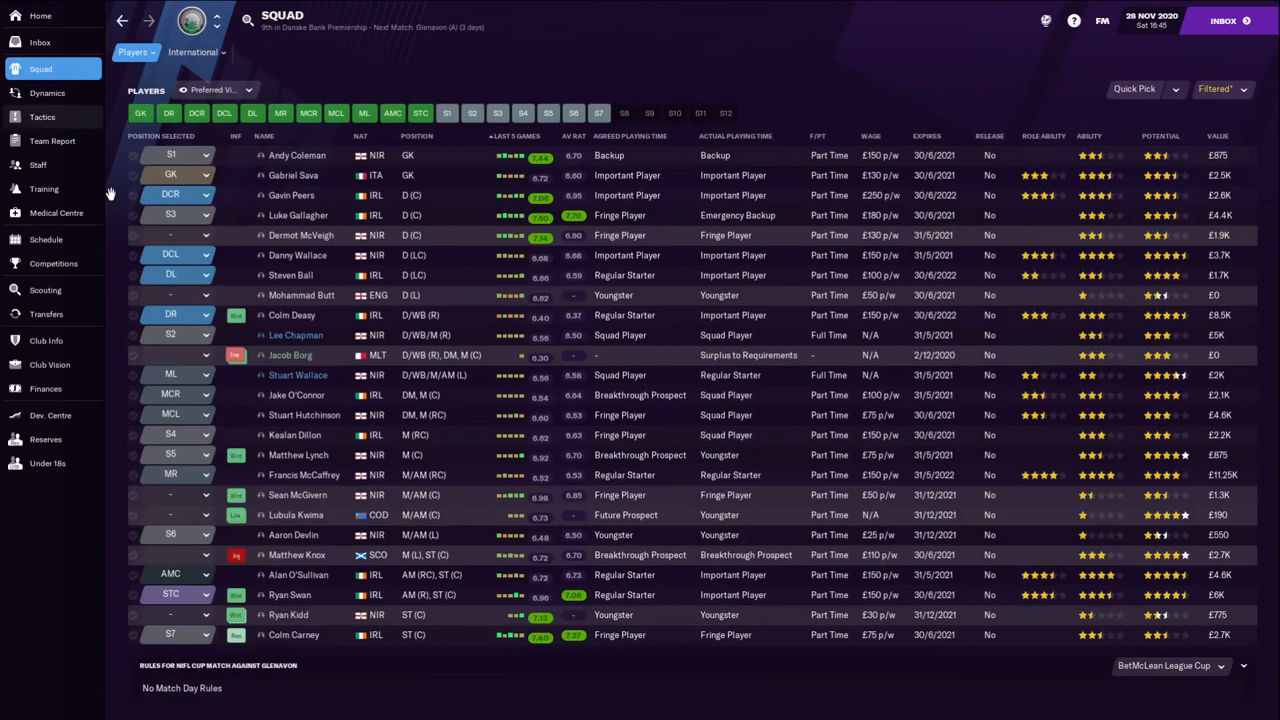 Home
SQUAD
9th in Danske Bank Premiership - Next Match: Glenavon (A) (3 days)
FM
28 NOV 2020
Sat 16:45
INBOX
Inbox
Squad
Dynamics
Tactics
Team Report
Staff
Training
Medical Centre
Schedule
Competitions
Scouting
Transfers
Club Info
Club Vision
Finances
Dev. Centre
Reserves
Under 18s
Players
International
PLAYERS
Preferred Vi...
Quick Pick
Filtered*
GK DR DCR DCL DL MR MCR MCL ML AMC STC S1 S2 S3 S4 S5 S6 S7 S8 S9 S10 S11 S12
POSITION SELECTED INF NAME NAT POSITION LAST 5 GAMES AV RAT AGREED PLAYING TIME ACTUAL PLAYING TIME F/PT WAGE EXPIRES RELEASE ROLE ABILITY ABILITY POTENTIAL VALUE
S1 Andy Coleman NIR GK 7.44 6.70 Backup Backup Part Time £150 p/w 30/6/2021 No £875
GK Gabriel Sava ITA GK 6.72 6.60 Important Player Important Player Part Time £130 p/w 30/6/2021 No £2.5K
DCR Gavin Peers IRL D (C) 7.06 6.95 Important Player Important Player Part Time £250 p/w 30/6/2022 No £2.6K
S3 Luke Gallagher IRL D (C) 7.50 7.70 Fringe Player Emergency Backup Part Time £180 p/w 30/6/2021 No £4.4K
- Dermot McVeigh NIR D (C) 7.14 6.90 Fringe Player Fringe Player Part Time £130 p/w 31/5/2021 No £1.9K
DCL Danny Wallace NIR D (LC) 6.68 6.68 Important Player Important Player Part Time £150 p/w 31/5/2021 No £3.7K
DL Steven Ball IRL D (LC) 6.66 6.59 Regular Starter Important Player Part Time £100 p/w 30/6/2022 No £1.7K
- Mohammad Butt ENG D (L) 6.62 - Youngster Youngster Part Time £50 p/w 30/6/2021 No £0
DR Wnt Colm Deasy IRL D/WB (R) 6.40 6.37 Regular Starter Important Player Part Time £150 p/w 30/6/2022 No £8.5K
S2 Lee Chapman NIR D/WB/M (R) 6.56 6.50 Squad Player Squad Player Full Time N/A 31/5/2021 No £5K
Ine Jacob Borg MLT D/WB (R), DM, M (C) 6.30 - - Surplus to Requirements - N/A 2/12/2020 No £0
ML Stuart Wallace NIR D/WB/M/AM (L) 6.56 6.58 Squad Player Regular Starter Full Time N/A 31/5/2021 No £2K
MCR Jake O'Connor IRL DM, M (C) 6.54 6.64 Breakthrough Prospect Squad Player Part Time £100 p/w 31/5/2021 No £2.1K
MCL Stuart Hutchinson NIR DM, M (RC) 6.60 6.53 Fringe Player Squad Player Part Time £75 p/w 30/6/2021 No £4.6K
S4 Kealan Dillon IRL M (RC) 6.62 6.63 Fringe Player Squad Player Part Time £150 p/w 30/6/2021 No £2.2K
S5 Wnt Matthew Lynch NIR M (C) 6.92 6.70 Breakthrough Prospect Squad Player Part Time £75 p/w 30/6/2021 No £875
MR Francis McCaffrey NIR M/AM (RC) 6.52 6.53 Regular Starter Regular Starter Part Time £150 p/w 31/5/2022 No £11.25K
- Wnt Sean McGivern NIR M/AM (C) 6.98 6.85 Fringe Player Fringe Player Part Time £50 p/w 31/12/2021 No £1.3K
- Loa Lubula Kwima COD M/AM (C) 6.73 - Future Prospect Youngster Part Time N/A 31/12/2021 No £190
S6 Aaron Devlin NIR M/AM (L) 6.48 6.50 Squad Player Youngster Part Time £25 p/w 31/12/2021 No £550
Inj Matthew Knox SCO M (L), ST (C) 6.72 6.70 Breakthrough Prospect Breakthrough Prospect Part Time £110 p/w 30/6/2021 No £2.7K
AMC Alan O'Sullivan IRL AM (RC), ST (C) 6.72 6.73 Regular Starter Important Player Part Time £150 p/w 31/5/2021 No £4.6K
STC Wnt Ryan Swan IRL AM (R), ST (C) 6.96 7.08 Regular Starter Important Player Part Time £150 p/w 30/6/2021 No £6K
- Wnt Ryan Kidd NIR ST (C) 7.13 - Youngster Youngster Part Time £30 p/w 31/12/2021 No £775
S7 Res Colm Carney IRL ST (C) 7.40 7.27 Fringe Player Fringe Player Part Time £75 p/w 30/6/2021 No £2.7K
RULES FOR NIFL CUP MATCH AGAINST GLENAVON
BetMcLean League Cup
No Match Day Rules